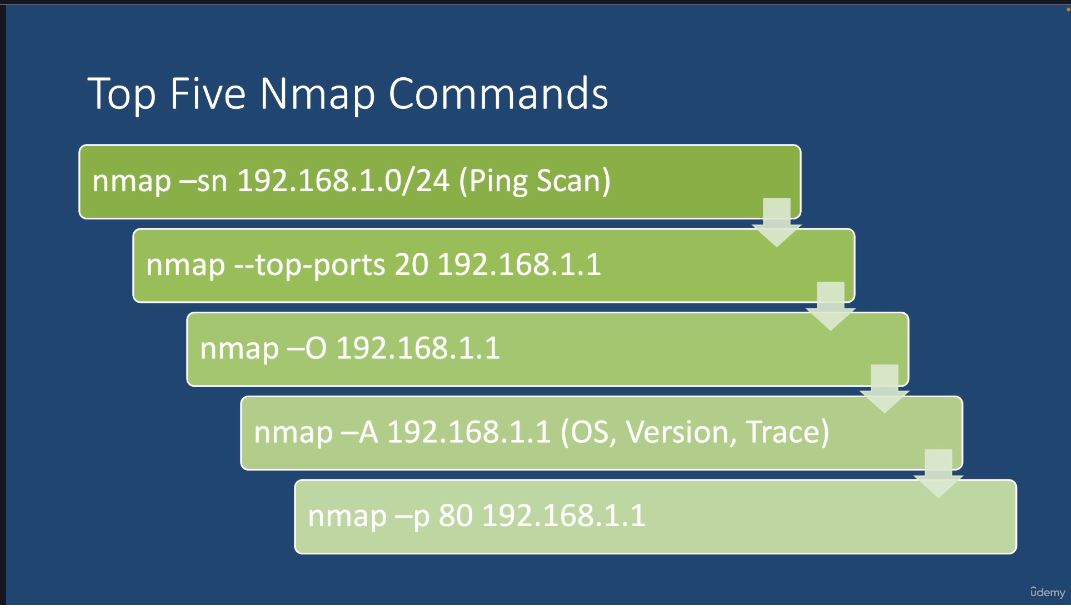 Top Five Nmap Commands
nmap –sn 192.168.1.0/24 (Ping Scan)
nmap --top-ports 20 192.168.1.1
nmap –O 192.168.1.1
nmap –A 192.168.1.1 (OS, Version, Trace)
nmap –p 80 192.168.1.1
ûdemy